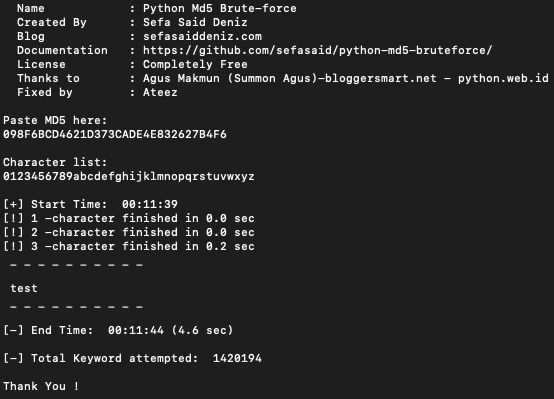 Name : Python Md5 Brute-force
Created By : Sefa Said Deniz
Blog : sefasaiddeniz.com
Documentation : https://github.com/sefasaid/python-md5-bruteforce/
License : Completely Free
Thanks to : Agus Makmun (Summon Agus)-bloggersmart.net - python.web.id
Fixed by : Ateez
Paste MD5 here:
098F6BCD4621D373CADE4E832627B4F6
Character list:
0123456789abcdefghijklmnopqrstuvwxyz
[+] Start Time: 00:11:39
[!] 1 -character finished in 0.0 sec
[!] 2 -character finished in 0.0 sec
[!] 3 -character finished in 0.2 sec
_ _ _ _ _ _ _ _ _ _
test
_ _ _ _ _ _ _ _ _ _
[-] End Time: 00:11:44 (4.6 sec)
[-] Total Keyword attempted: 1420194
Thank You !